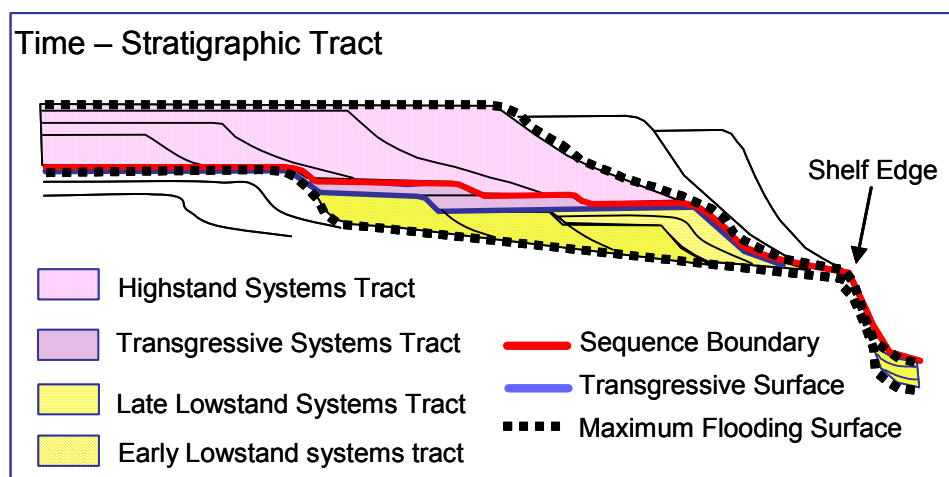 Time – Stratigraphic Tract
Shelf Edge
Highstand Systems Tract
Transgressive Systems Tract
Late Lowstand Systems Tract
Early Lowstand systems tract
Sequence Boundary
Transgressive Surface
Maximum Flooding Surface